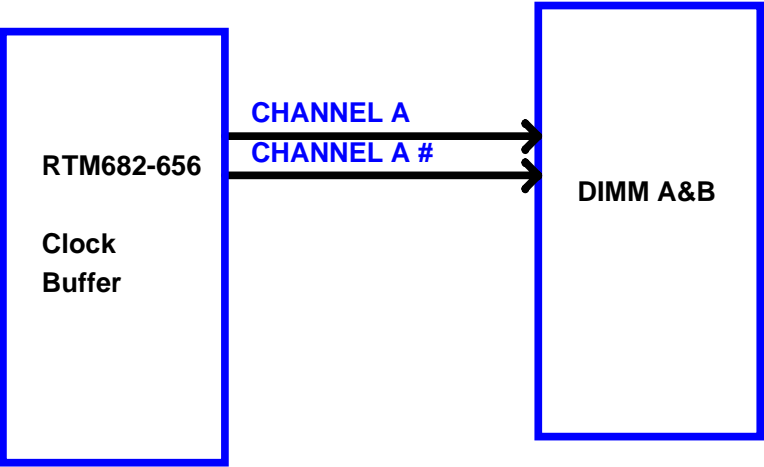 CHANNEL A
CHANNEL A #
RTM682-656
Clock
Buffer
DIMM A&B